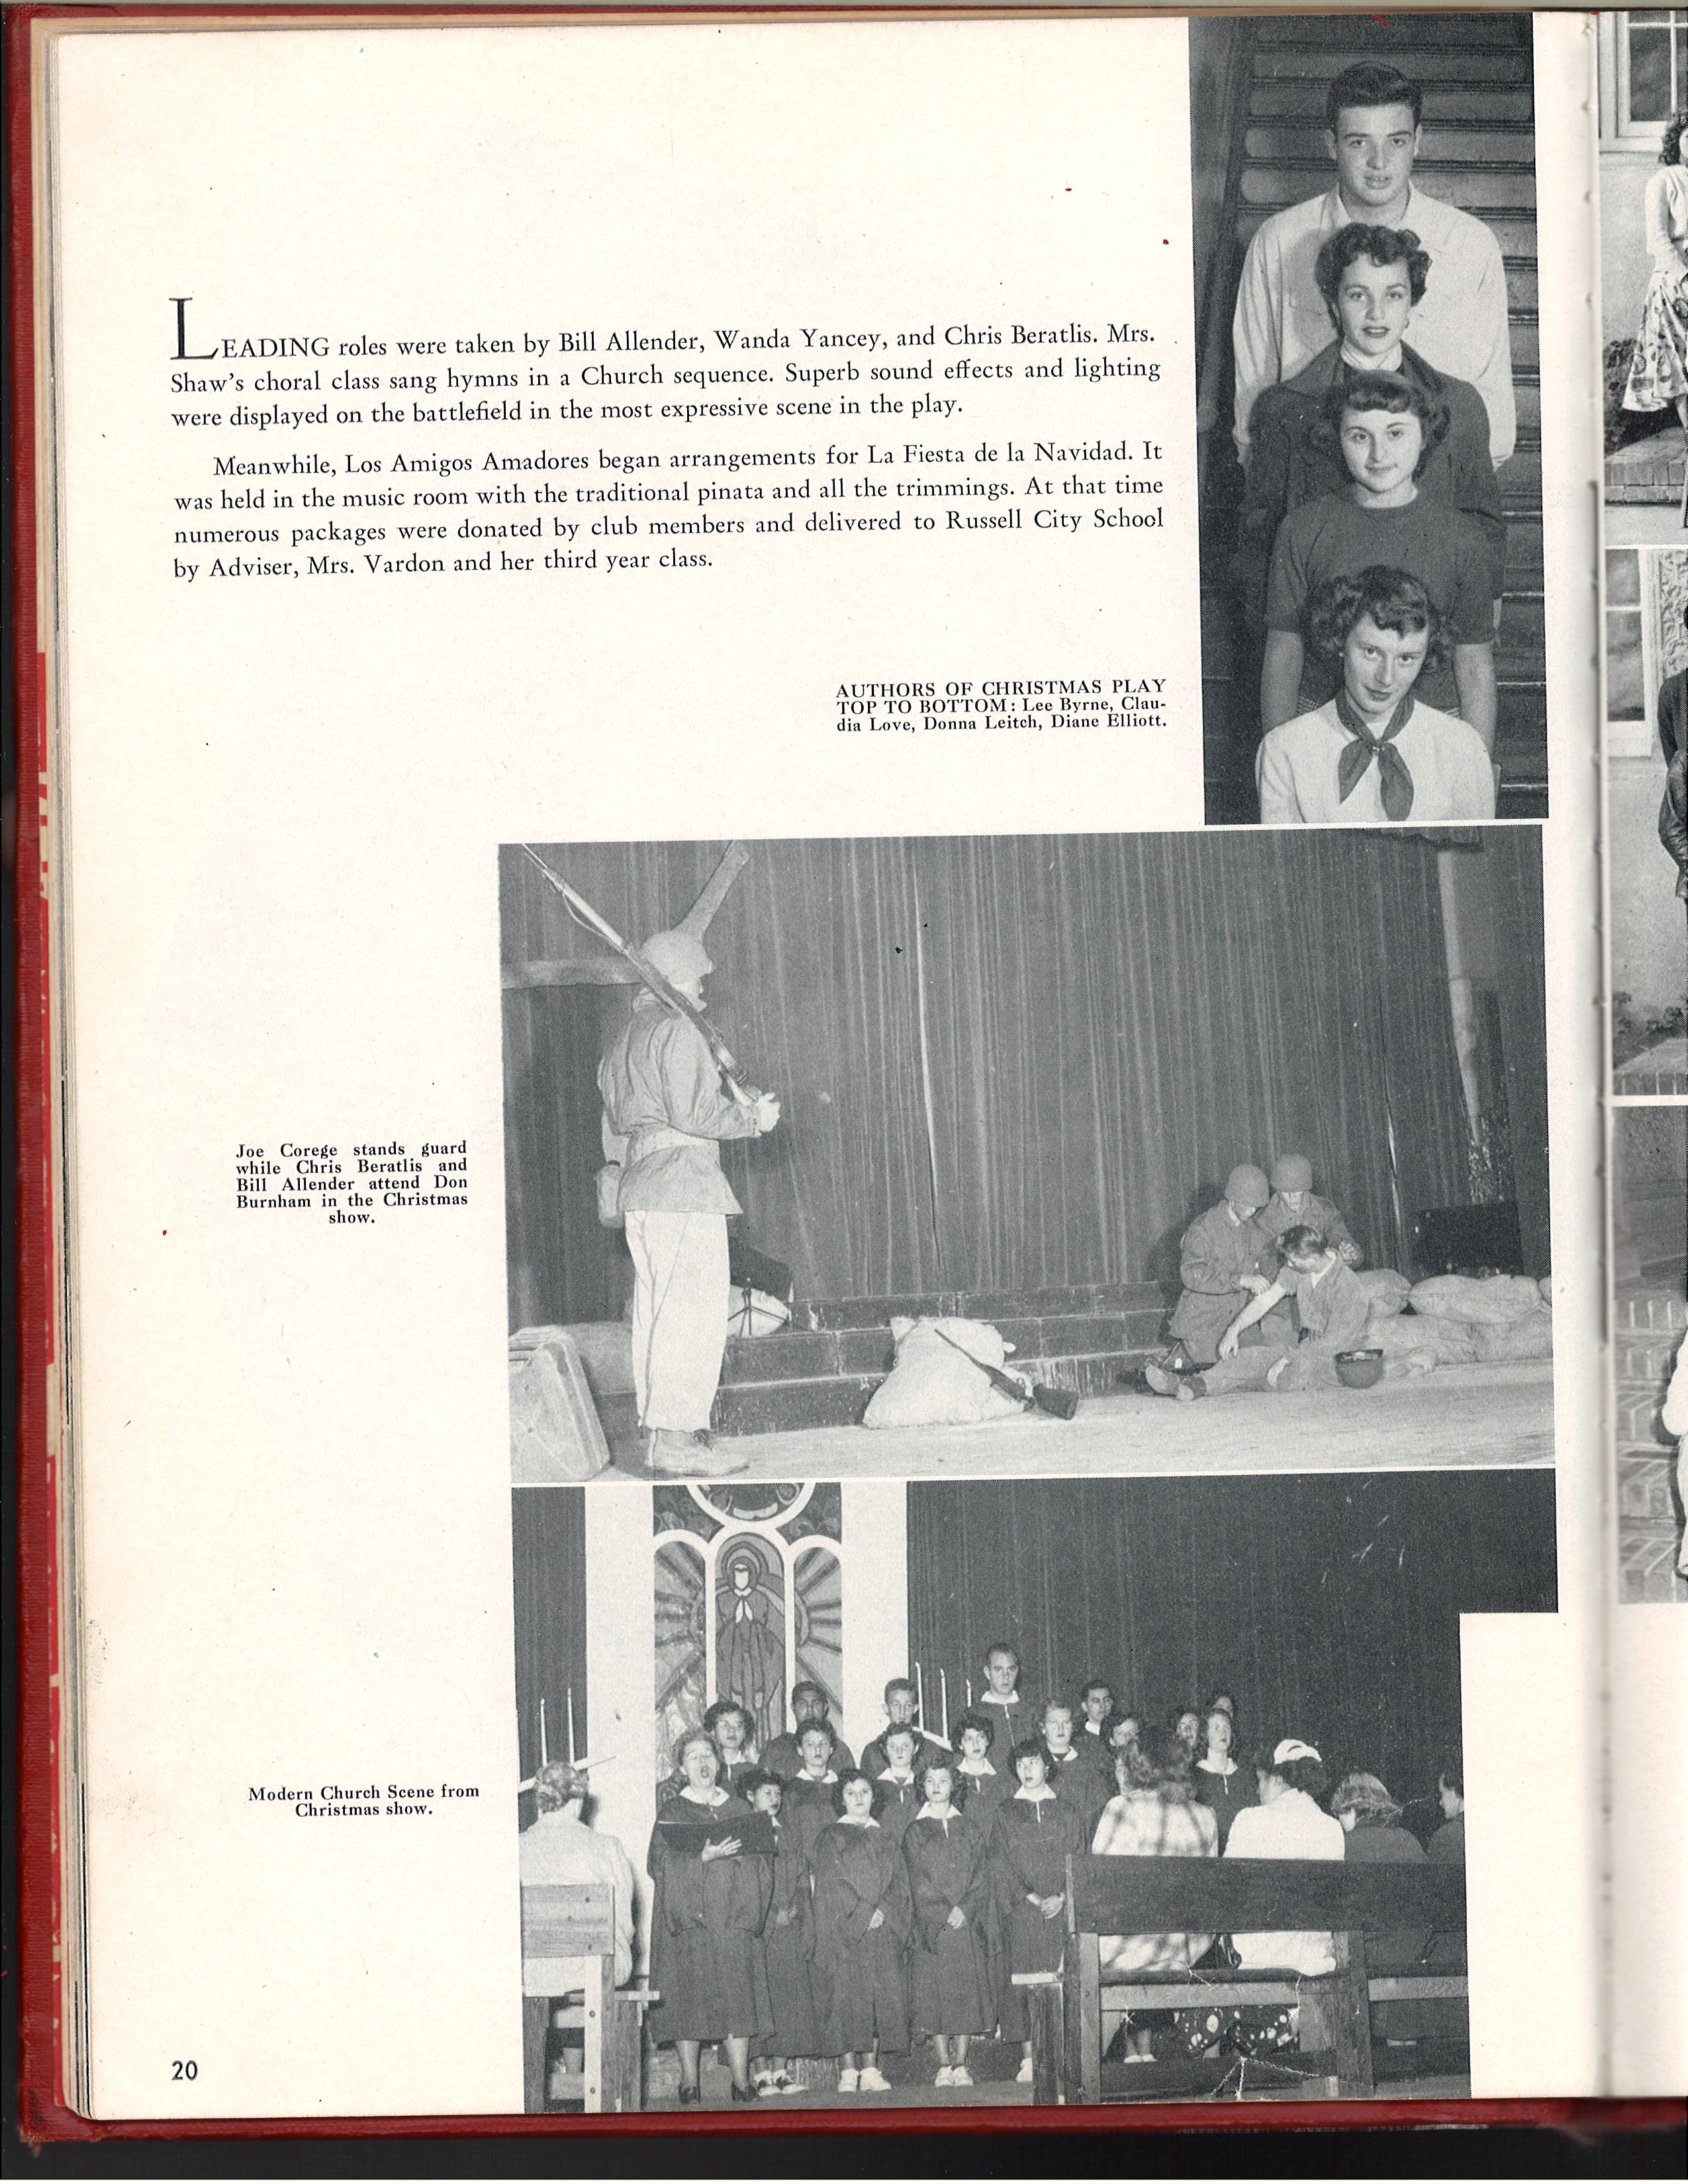 LEADING roles were taken by Bill Allender, Wanda Yancey, and Chris Beratlis. Mrs.
Shaw's choral class sang hymns in a Church sequence. Superb sound effects and lighting
were displayed on the battlefield in the most expressive scene in the play.
Meanwhile, Los Amigos Amadores began arrangements for La Fiesta de la Navidad. It
was held in the music room with the traditional pinata and all the trimmings. At that time
numerous packages were donated by club members and delivered to Russell City School
by Adviser, Mrs. Vardon and her third year class.
AUTHORS OF CHRISTMAS PLAY
TOP TO BOTTOM: Lee Byrne, Clau-
dia Love, Donna Leitch, Diane Elliott.
Joe Corege stands guard
while Chris Beratlis and
Bill Allender attend Don
Burnham in the Christmas
show.
Modern Church Scene from
Christmas show.
20